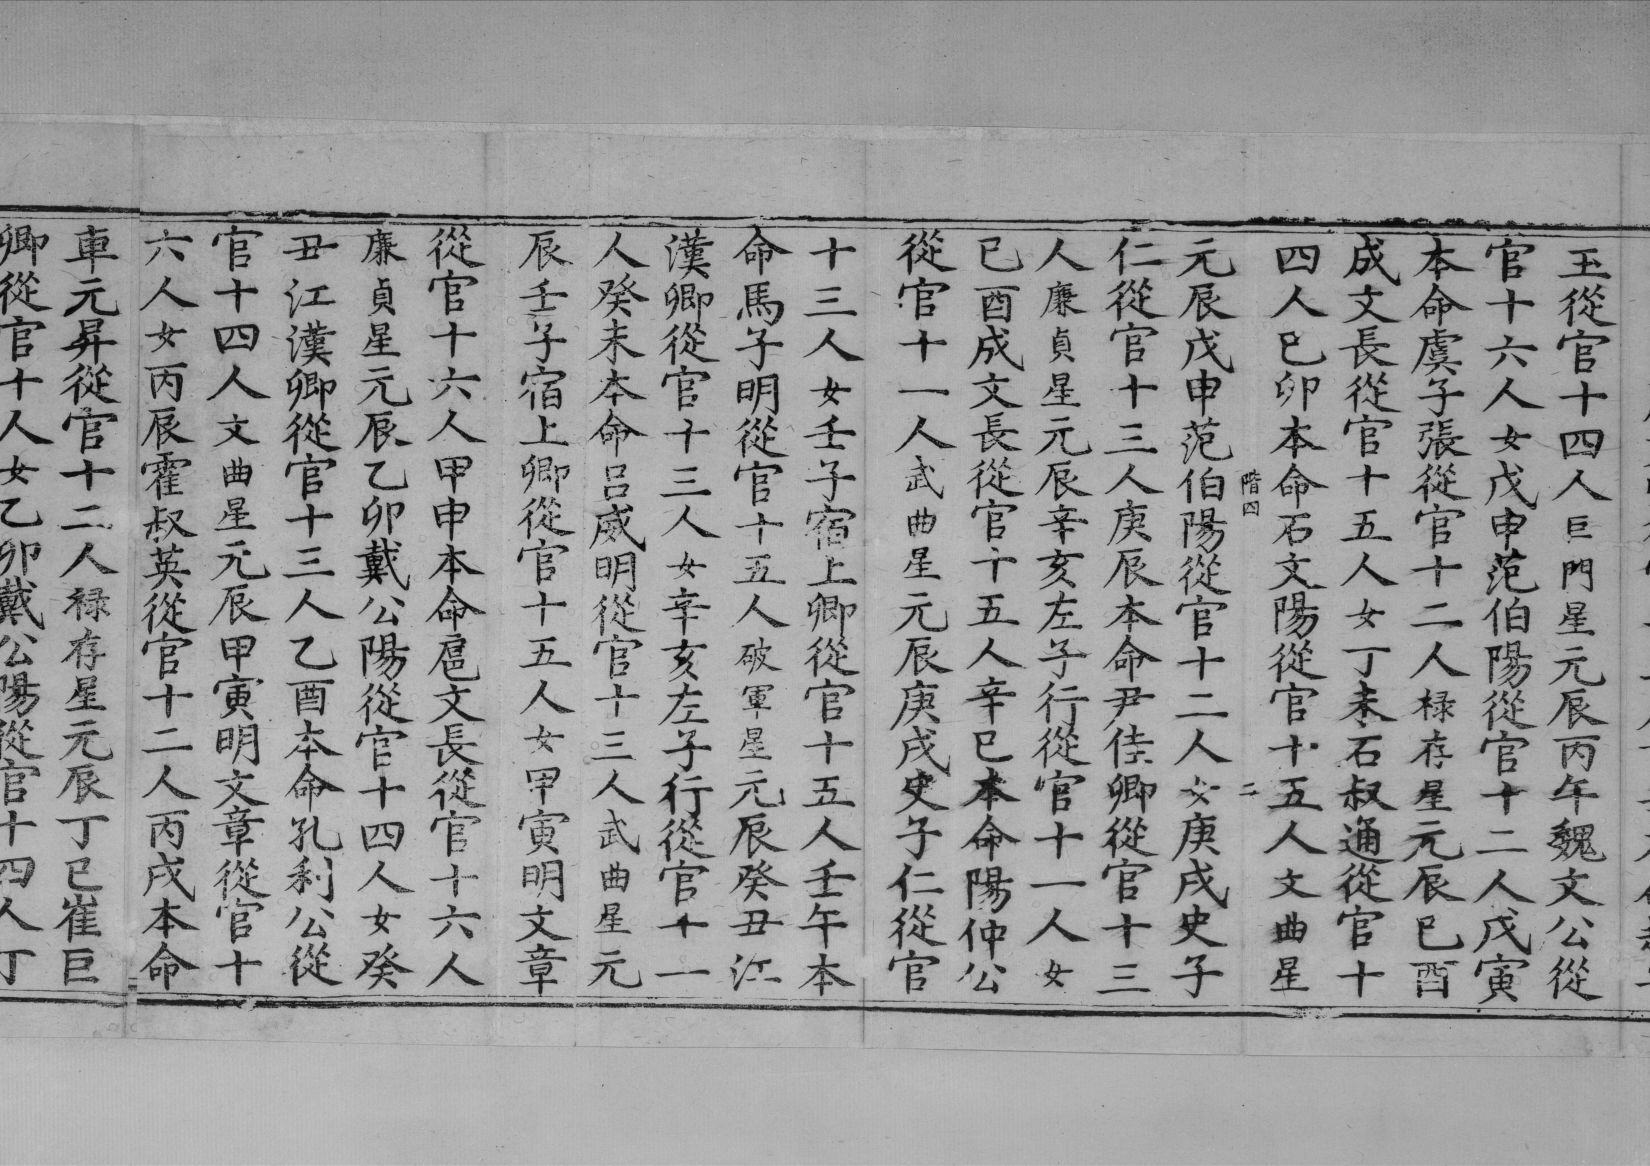 王從官十四人巨門星元辰丙午魏文公從
官十六人女戊申范伯陽從官十二人戊寅
本命虞子張從官十二人禄存星元辰巳酉
成文長從官十五人女丁未石叔通從官十
四人巳卯本命石文陽從官十五人文曲星
階四 二
元辰戊申范伯陽從官十二人女庚戌史子
仁從官十三人庚辰本命尹佳卿從官十三
人廉貞星元辰辛亥左子行從官十一人女
巳酉成文長從官十五人辛巳本命陽仲公
從官十一人武曲星元辰庚戌史子仁從官
十三人女壬子宿上卿從官十五人壬午本
命馬子明從官十五人破軍星元辰癸丑江
漢卿從官十三人女辛亥左子行從官十一
人癸未本命吕威明從官十三人武曲星元
辰壬子宿上卿從官十五人女甲寅明文章
從官十六人甲申本命扈文長從官十六人
廉貞星元辰乙卯戴公陽從官十四人女癸
丑江漢卿從官十三人乙酉本命孔利公從
官十四人文曲星元辰甲寅明文章從官十
六人女丙辰霍叔英從官十二人丙戌本命
車元昇從官十二人禄存星元辰丁巳崔巨
卿從官十人女乙卯戴公陽從官十四人丁